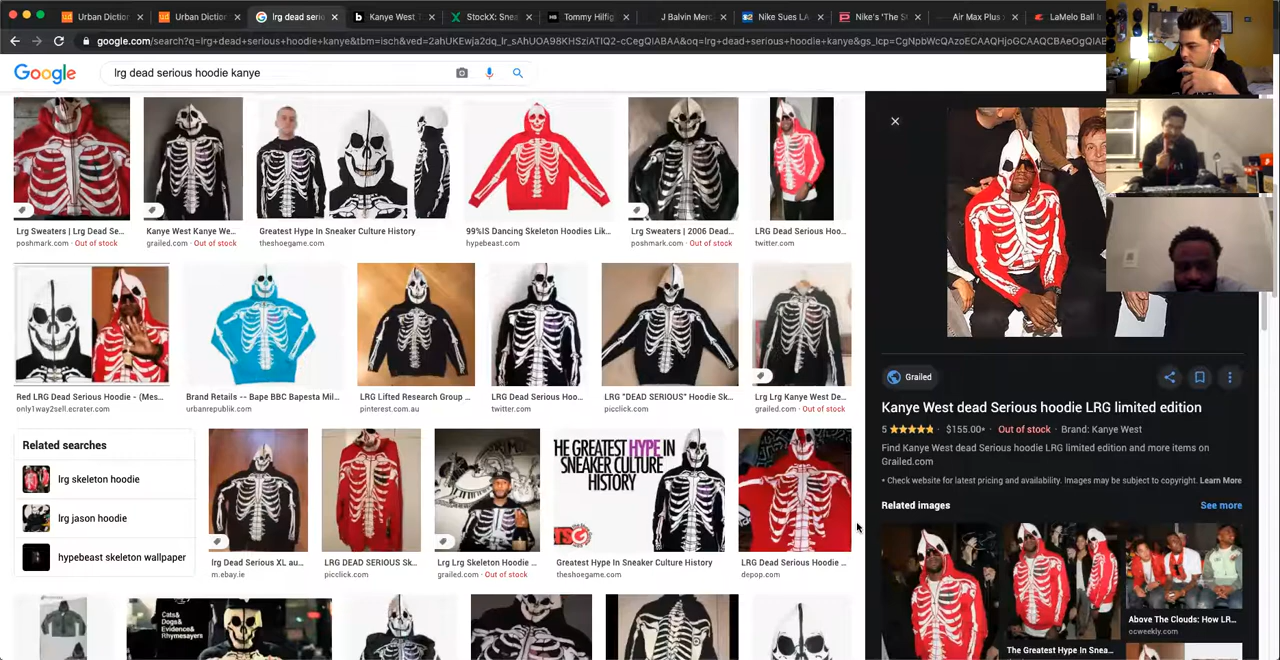 Urban Diction
Urban Diction
lrg dead serio
Kanye West
StockX: Snea
Tommy Hilfig
J Balvin Merc
Nike Sues LA
Nike's 'The St
Air Max Plus
LaMelo Ball
google.com/search?q=lrg+dead+serious+hoodie+kanye&tbm=isch&ved=
Google
lrg dead serious hoodie kanye
Lrg Sweaters | Lrg Dead Se...
poshmark.com · Out of stock
Kanye West Kanye We...
grailed.com · Out of stock
Greatest Hype In Sneaker Culture History
theshoegame.com
99%IS Dancing Skeleton Hoodies Lik...
hypebeast.com
Lrg Sweaters | 2006 Dead...
poshmark.com · Out of stock
LRG Dead Serious Hoo...
twitter.com
Red LRG Dead Serious Hoodie - (Mes...
only1way2sell.ecrater.com
Brand Retails -- Bape BBC Bapesta Mil...
urbanrepublik.com
LRG Lifted Research Group ...
pinterest.com.au
LRG Dead Serious Hoo...
twitter.com
LRG "DEAD SERIOUS" Hoodie Sk...
picclick.com
Lrg Lrg Kanye West De...
grailed.com · Out of stock
Related searches
lrg skeleton hoodie
lrg jason hoodie
hypebeast skeleton wallpaper
THE GREATEST HYPE IN
SNEAKER CULTURE
HISTORY
TSG
lrg Dead Serious XL au...
m.ebay.ie
LRG DEAD SERIOUS Sk...
picclick.com
Lrg Lrg Skeleton Hoodie ...
grailed.com · Out of stock
Greatest Hype In Sneaker Culture History
theshoegame.com
LRG Dead Serious Hoodie ...
depop.com
Cats&
Dogs&
Evidence&
Rhymesayers
Grailed
Kanye West dead Serious hoodie LRG limited edition
5 ★★★★★ · $155.00* · Out of stock · Brand: Kanye West
Find Kanye West dead Serious hoodie LRG limited edition and more items on
Grailed.com
* Check website for latest pricing and availability. Images may be subject to copyright. Learn More
Related images
See more
Above The Clouds: How LR...
ocweekly.com
The Greatest Hype In Snea...